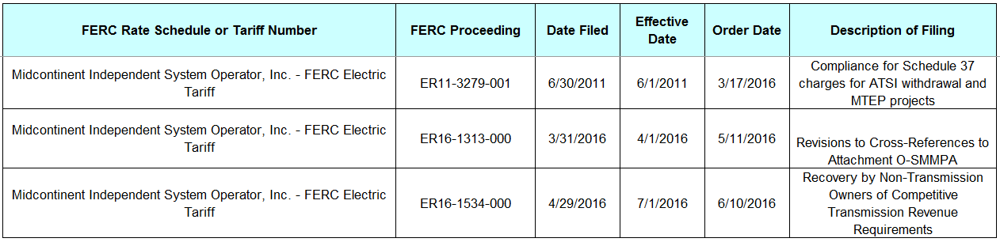 FERC Rate Schedule or Tariff Number
FERC Proceeding
Date Filed
Effective
Date
Order Date
Description of Filing
Midcontinent Independent System Operator, Inc. - FERC Electric
Tariff
ER11-3279-001
6/30/2011
6/1/2011
3/17/2016
Compliance for Schedule 37
charges for ATSI withdrawal and
MTEP projects
Midcontinent Independent System Operator, Inc. - FERC Electric
Tariff
ER16-1313-000
3/31/2016
4/1/2016
5/11/2016
Revisions to Cross-References to
Attachment O-SMMPA
Midcontinent Independent System Operator, Inc. - FERC Electric
Tariff
ER16-1534-000
4/29/2016
7/1/2016
6/10/2016
Recovery by Non-Transmission
Owners of Competitive
Transmission Revenue
Requirements